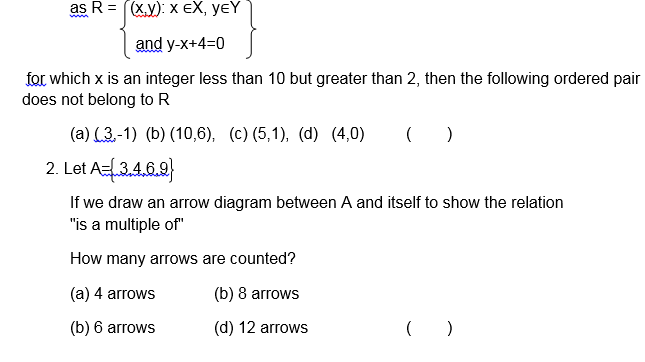 as R = {(x,y): x ϵX, yϵY
and y-x+4=0}
for which x is an integer less than 10 but greater than 2, then the following ordered pair
does not belong to R
(a) (3,-1) (b) (10,6), (c) (5,1), (d) (4,0) ( )
2. Let A={ 3,4,6,9}
If we draw an arrow diagram between A and itself to show the relation
"is a multiple of"
How many arrows are counted?
(a) 4 arrows (b) 8 arrows
(b) 6 arrows (d) 12 arrows ( )